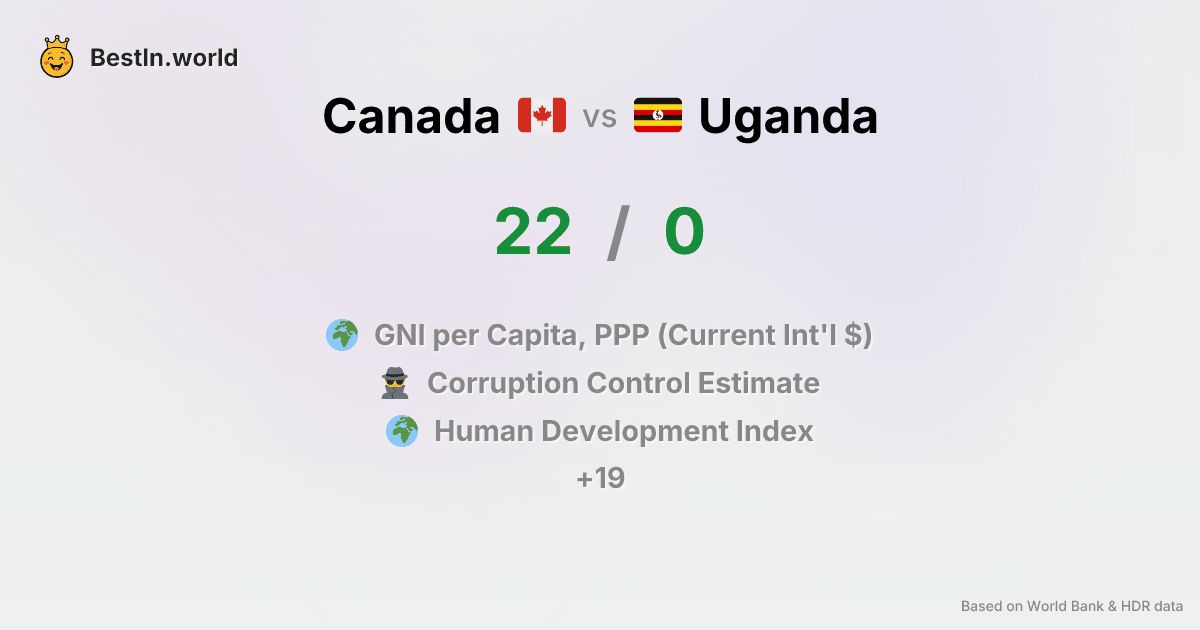 BestIn.world
Canada vs Uganda
22 / 0
GNI per Capita, PPP (Current Int'l $)
Corruption Control Estimate
Human Development Index
+19
Based on World Bank & HDR data